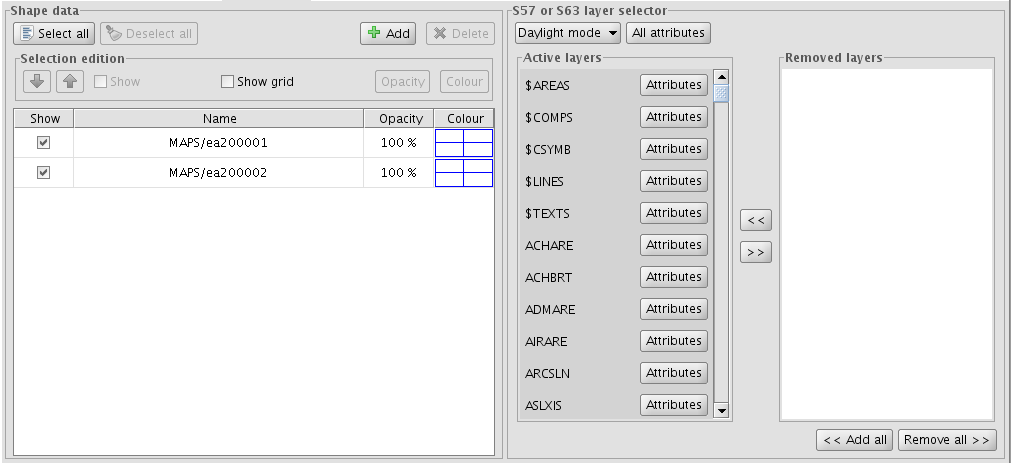 Shape data
Select all Deselect all Add Delete
Selection edition
Show Show grid Opacity Colour
Show Name Opacity Colour
MAPS/ea200001 100 %
MAPS/ea200002 100 %
S57 or S63 layer selector
Daylight mode All attributes
Active layers
$AREAS Attributes
$COMPS Attributes
$CSYMB Attributes
$LINES Attributes
$TEXTS Attributes
ACHARE Attributes
ACHBRT Attributes
ADMARE Attributes
AIRARE Attributes
ARCSLN Attributes
ASLXIS Attributes
<<
>>
Removed layers
<< Add all Remove all >>